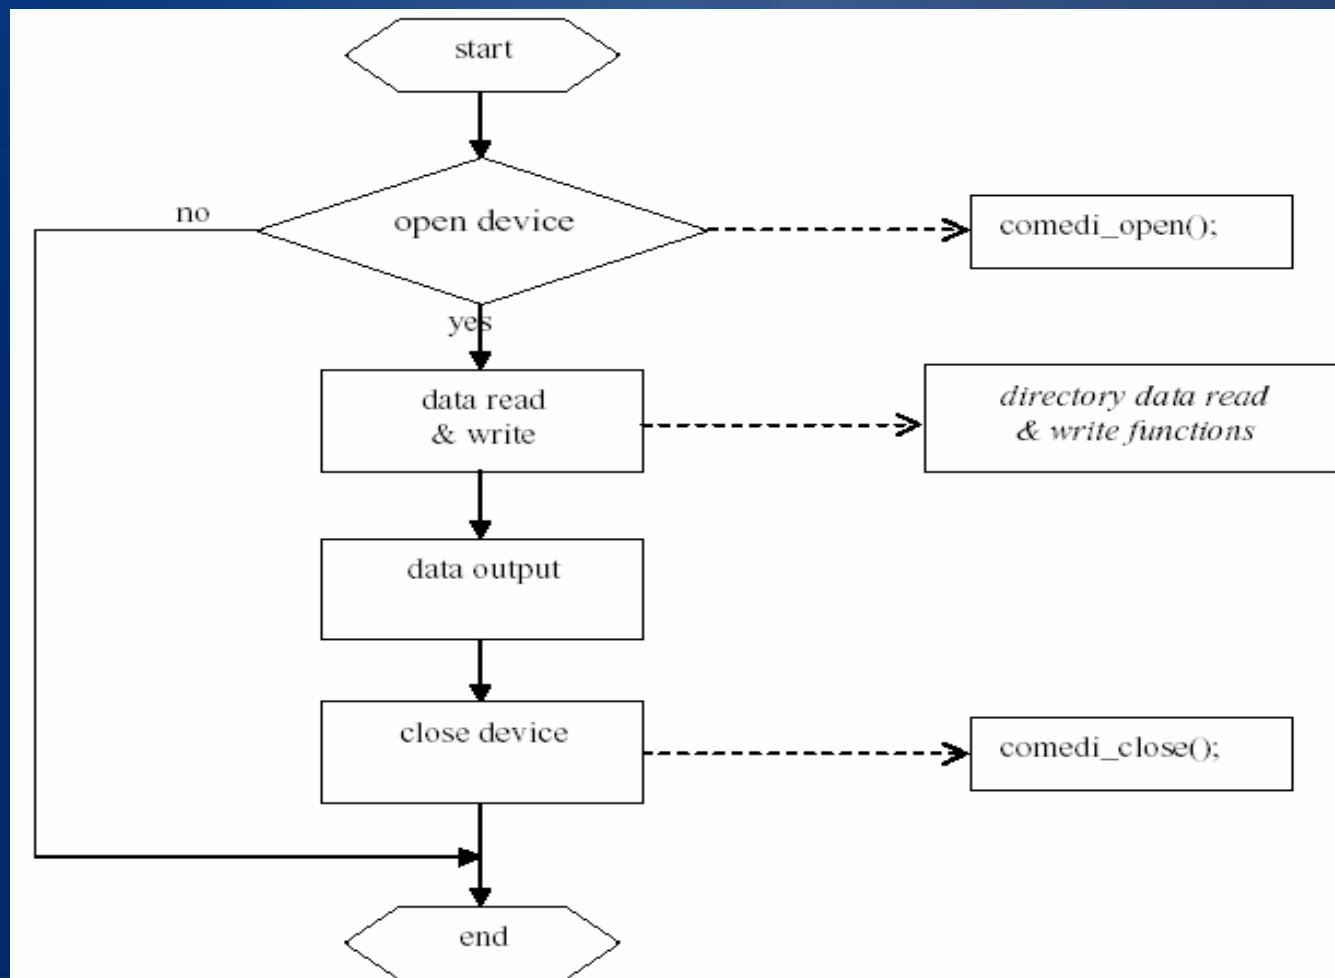 start
no
open device
comedi_open();
yes
data read
& write
directory data read
& write functions
data output
close device
comedi_close();
end